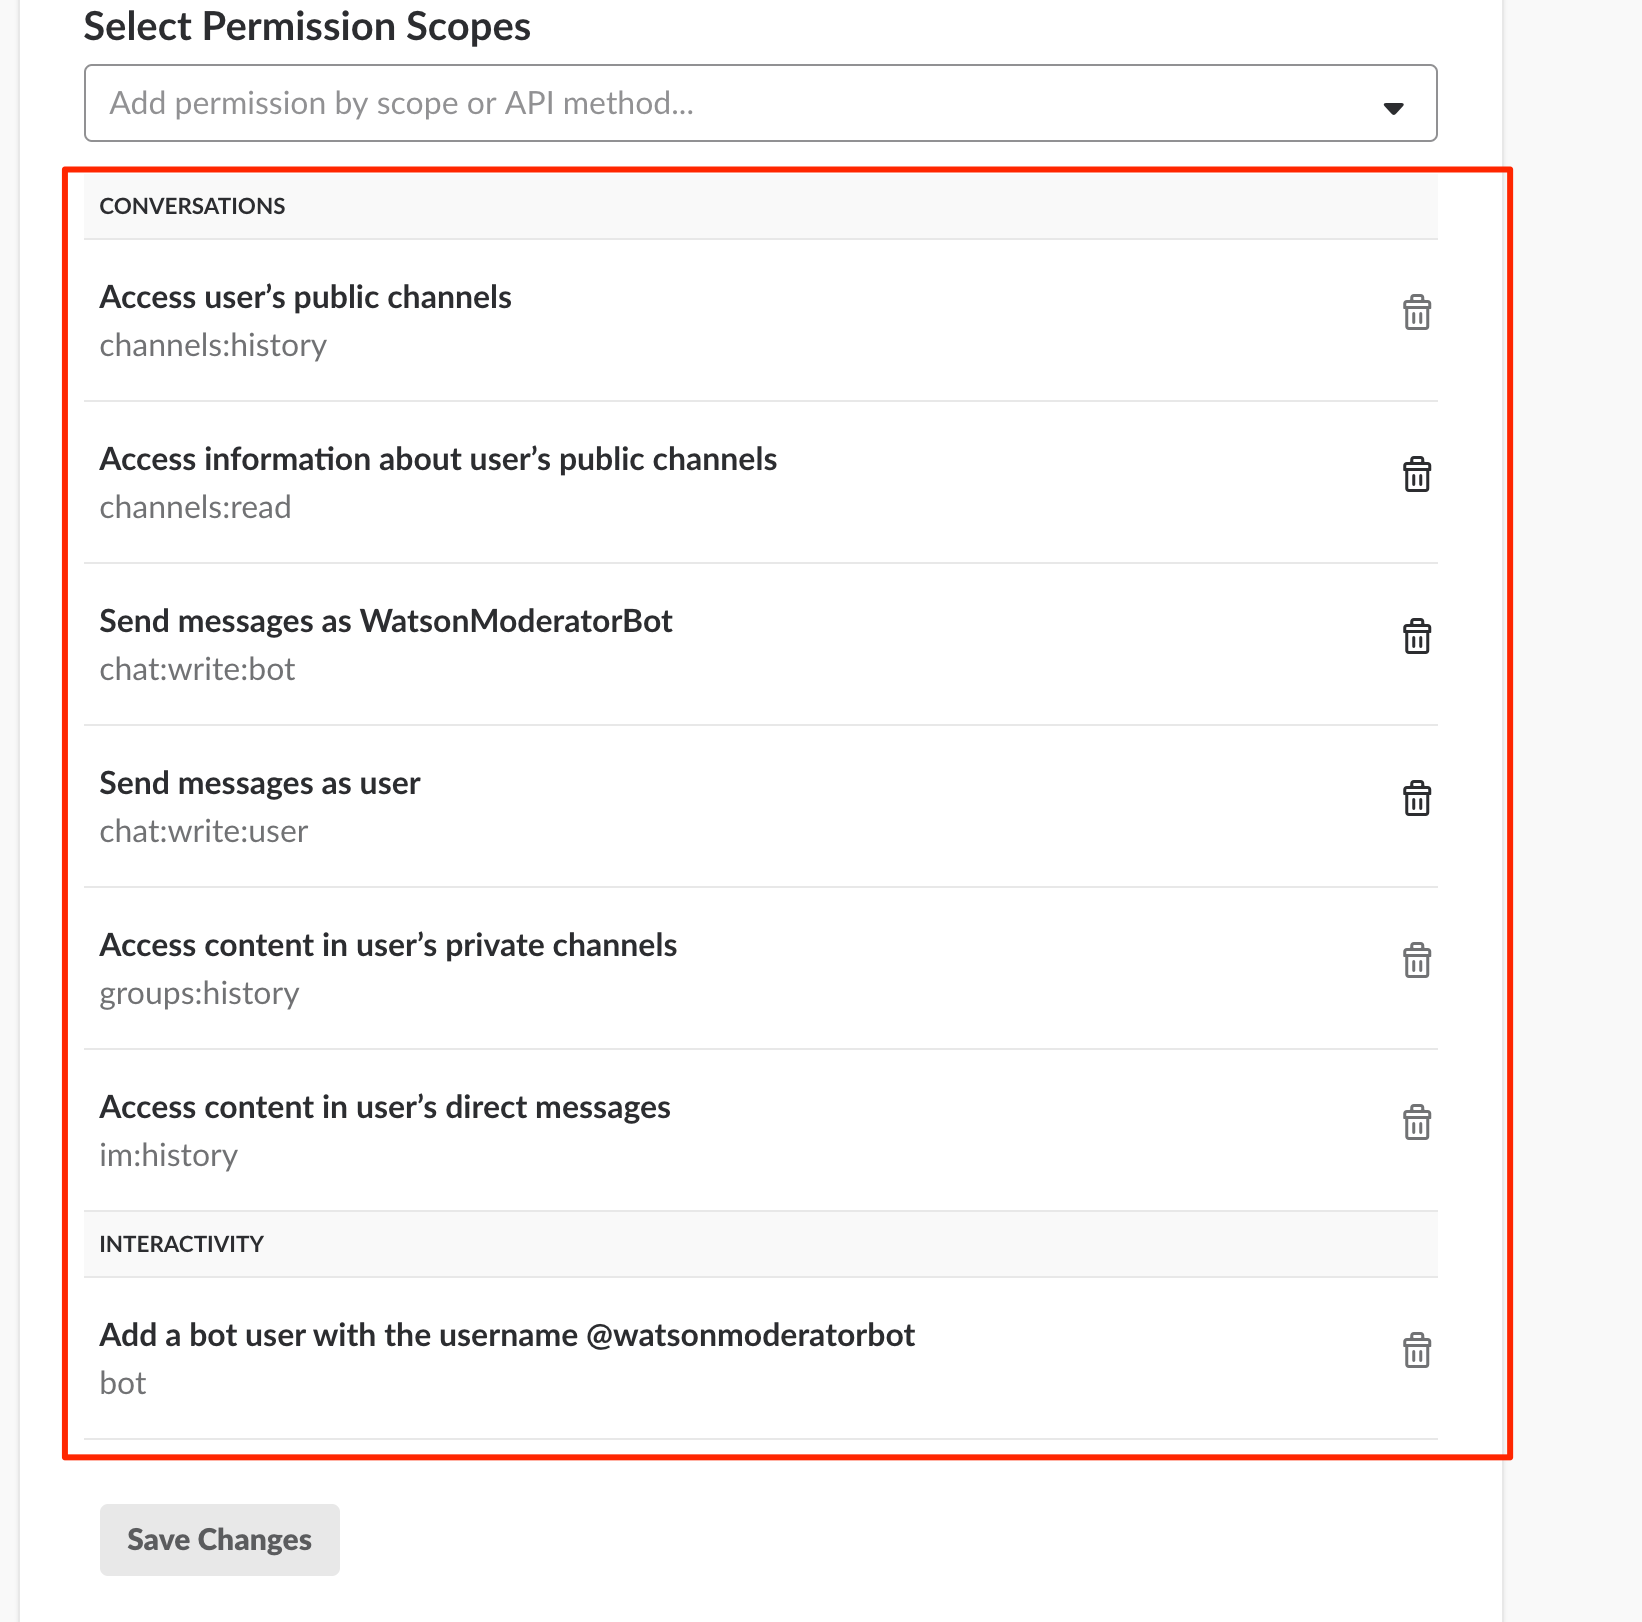 Select Permission Scopes
Add permission by scope or API method...
CONVERSATIONS
Access user’s public channels
channels:history
Access information about user’s public channels
channels:read
Send messages as WatsonModeratorBot
chat:write:bot
Send messages as user
chat:write:user
Access content in user’s private channels
groups:history
Access content in user’s direct messages
im:history
INTERACTIVITY
Add a bot user with the username @watsonmoderatorbot
bot
Save Changes